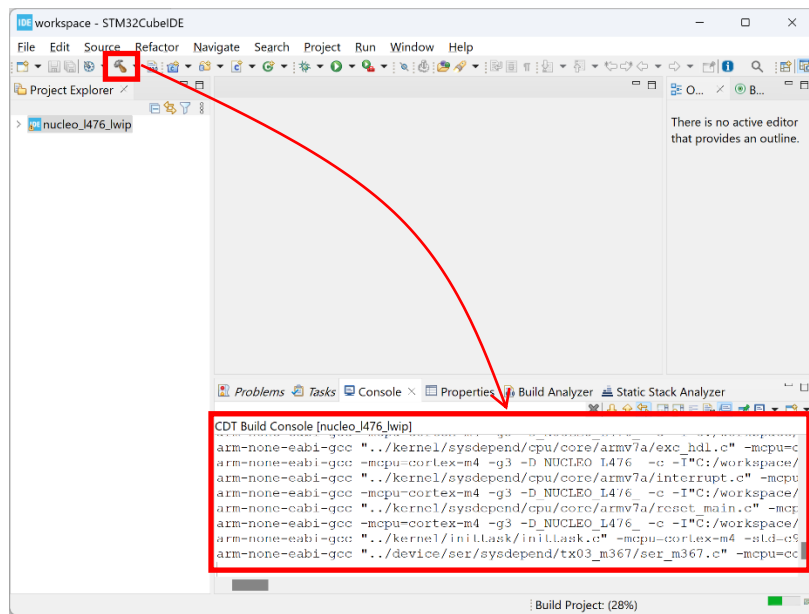 IDE workspace - STM32CubeIDE
File Edit Source Refactor Navigate Search Project Run Window Help
Project Explorer
O...
B...
nucleo_l476_lwip
There is no active editor
that provides an outline.
Problems Tasks Console Properties Build Analyzer Static Stack Analyzer
CDT Build Console [nucleo_l476_lwip]
arm-none-eabi-gcc "../kernel/sysdepend/cpu/core/armv7a/exc_hdl.c" -mcpu=c
arm-none-eabi-gcc -mcpu=cortex-m4 -g3 -D_NUCLEO_L476_ -c -I"C:/workspace/
arm-none-eabi-gcc "../kernel/sysdepend/cpu/core/armv7a/interrupt.c" -mcpu
arm-none-eabi-gcc -mcpu=cortex-m4 -g3 -D_NUCLEO_L476_ -c -I"C:/workspace/
arm-none-eabi-gcc "../kernel/sysdepend/cpu/core/armv7a/reset_main.c" -mcp
arm-none-eabi-gcc -mcpu=cortex-m4 -g3 -D_NUCLEO_L476_ -c -I"C:/workspace/
arm-none-eabi-gcc "../kernel/inittask/inittask.c" -mcpu=cortex-m4 -std=c9
arm-none-eabi-gcc "../device/ser/sysdepend/tx03_m367/ser_m367.c" -mcpu=co
Build Project: (28%)